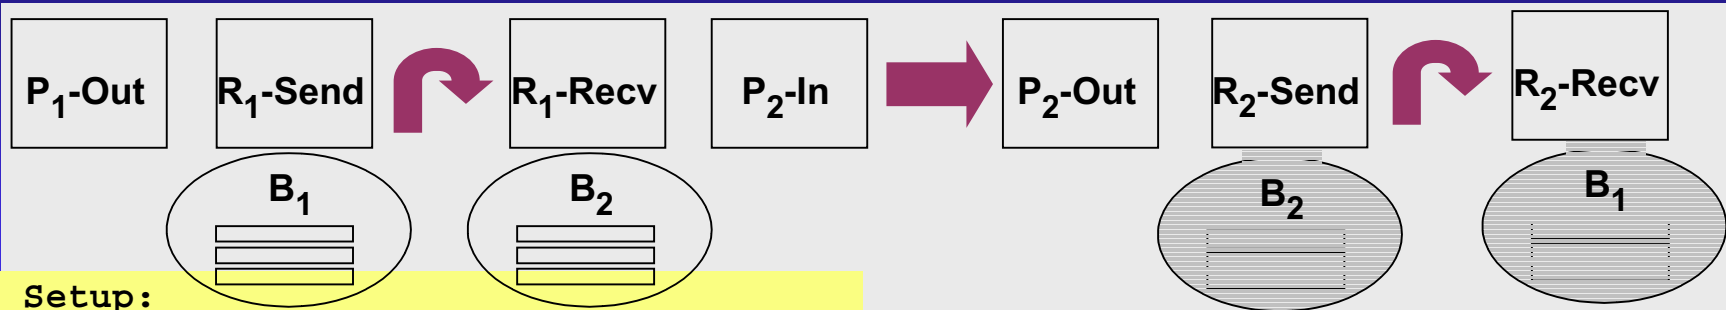 P1-Out R1-Send R1-Recv P2-In P2-Out R2-Send R2-Recv
B1 B2 B2 B1
Setup: